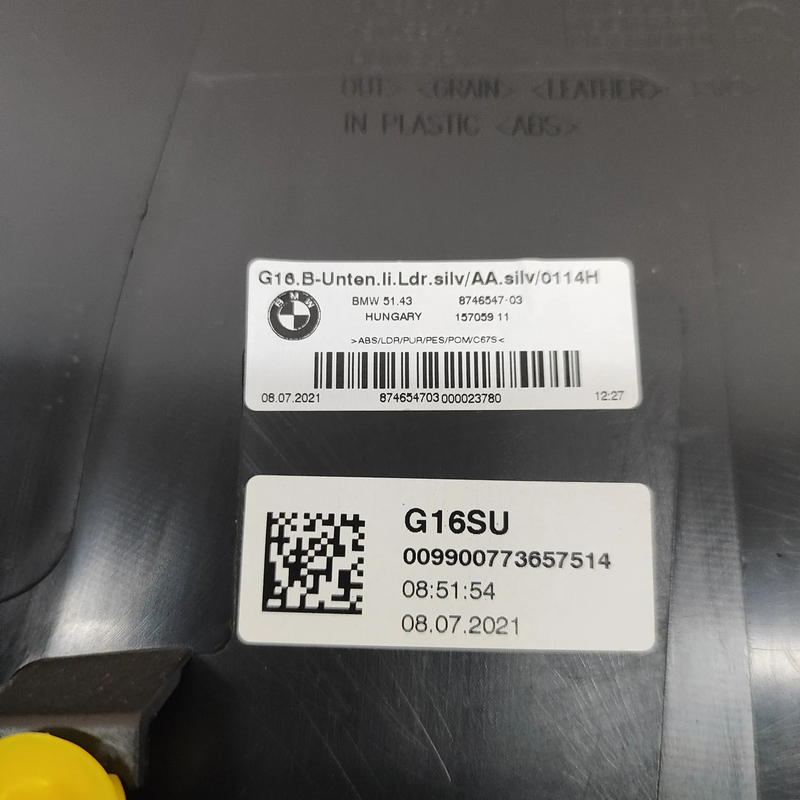 OUT> <GRAIN> <LEATHER>
IN PLASTIC <ABS>
G16.B-Unten.li.Ldr.silv/AA.silv/0114H
BMW
BMW 51.43 8746547-03
HUNGARY 157059 11
>ABS/LDR/PUR/PES/POM/C67S<
08.07.2021 874654703000023780 12:27
G16SU
009900773657514
08:51:54
08.07.2021